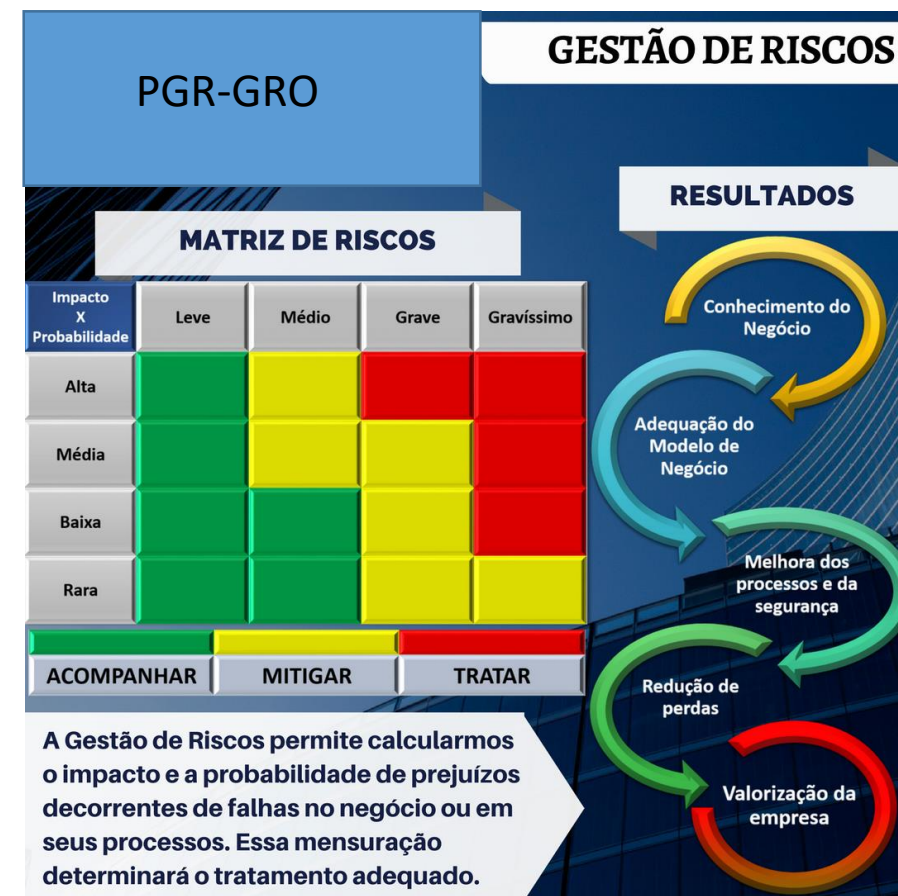 PGR-GRO
GESTÃO DE RISCOS
MATRIZ DE RISCOS
Impacto
X
Probabilidade
Leve
Médio
Grave
Gravíssimo
Alta
Média
Baixa
Rara
ACOMPANHAR
MITIGAR
TRATAR
A Gestão de Riscos permite calcularmos
o impacto e a probabilidade de prejuízos
decorrentes de falhas no negócio ou em
seus processos. Essa mensuração
determinará o tratamento adequado.
RESULTADOS
Conhecimento do
Negócio
Adequação do
Modelo de
Negócio
Melhora dos
processos e da
segurança
Redução de
perdas
Valorização da
empresa